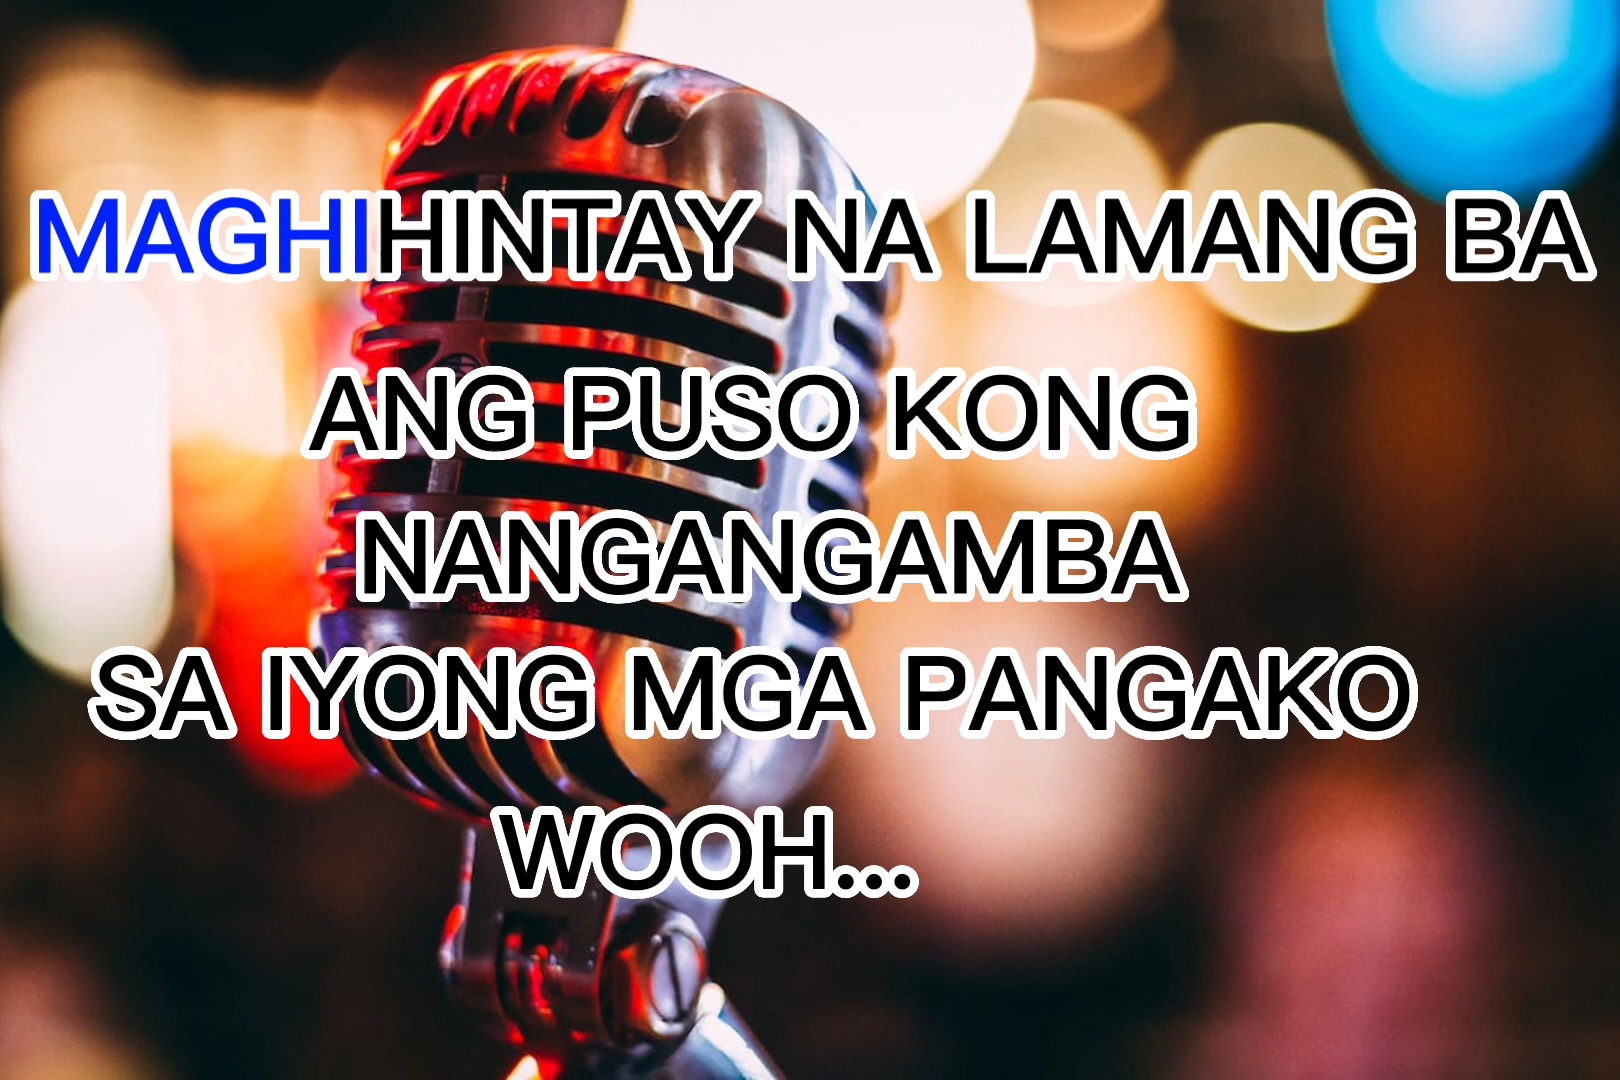 MAGHIHINTAY NA LAMANG BA
ANG PUSO KONG
NANGANGAMBA
SA IYONG MGA PANGAKO
WOOH...